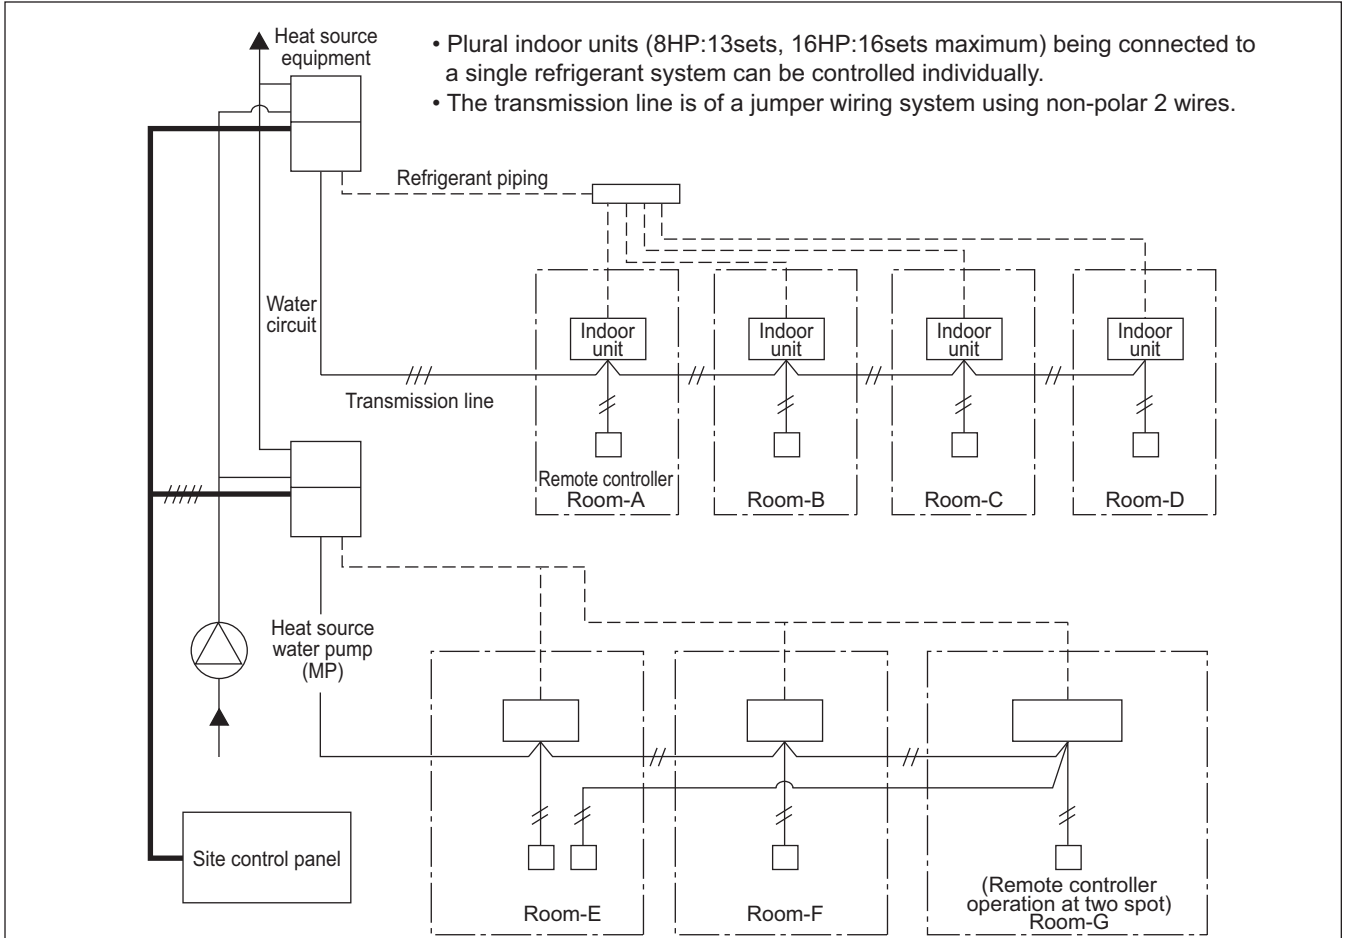 Heat source
equipment
• Plural indoor units (8HP:13sets, 16HP:16sets maximum) being connected to
a single refrigerant system can be controlled individually.
• The transmission line is of a jumper wiring system using non-polar 2 wires.
Refrigerant piping
Water
circuit
Indoor
unit
Indoor
unit
Indoor
unit
Indoor
unit
Transmission line
Remote controller
Room-A
Room-B
Room-C
Room-D
Heat source
water pump
(MP)
Site control panel
Room-E
Room-F
(Remote controller
operation at two spot)
Room-G